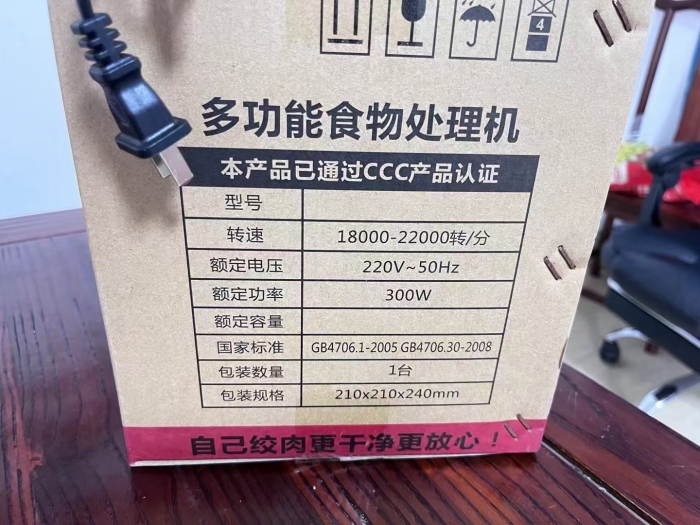 4
多功能食物处理机
本产品已通过CCC产品认证
型号
转速 18000-22000转/分
额定电压 220V~50Hz
额定功率 300W
额定容量
国家标准 GB4706.1-2005 GB4706.30-2008
包装数量 1台
包装规格 210x210x240mm
自己绞肉更干净更放心！